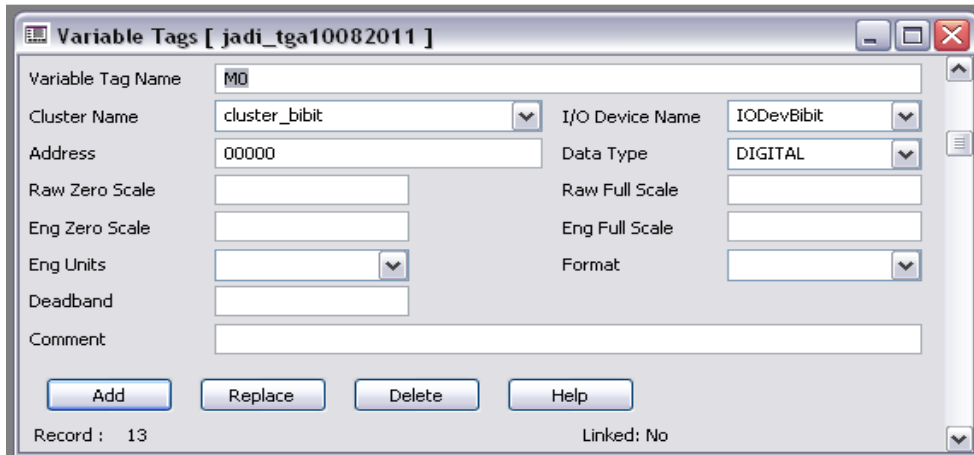 Variable Tags [ jadi_tga10082011 ]
Variable Tag Name M0
Cluster Name cluster_bibit I/O Device Name IODevBibit
Address 00000 Data Type DIGITAL
Raw Zero Scale Raw Full Scale
Eng Zero Scale Eng Full Scale
Eng Units Format
Deadband
Comment
Add Replace Delete Help
Record : 13 Linked: No